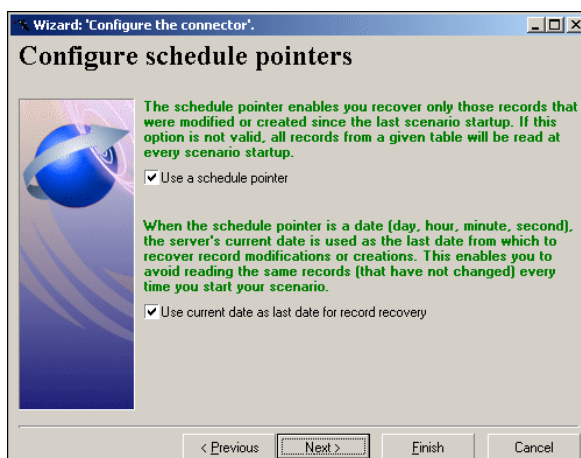 Wizard: 'Configure the connector'.
Configure schedule pointers
The schedule pointer enables you recover only those records that
were modified or created since the last scenario startup. If this
option is not valid, all records from a given table will be read at
every scenario startup.
Use a schedule pointer
When the schedule pointer is a date (day, hour, minute, second),
the server's current date is used as the last date from which to
recover record modifications or creations. This enables you to
avoid reading the same records (that have not changed) every
time you start your scenario.
Use current date as last date for record recovery
< Previous Next > Finish Cancel